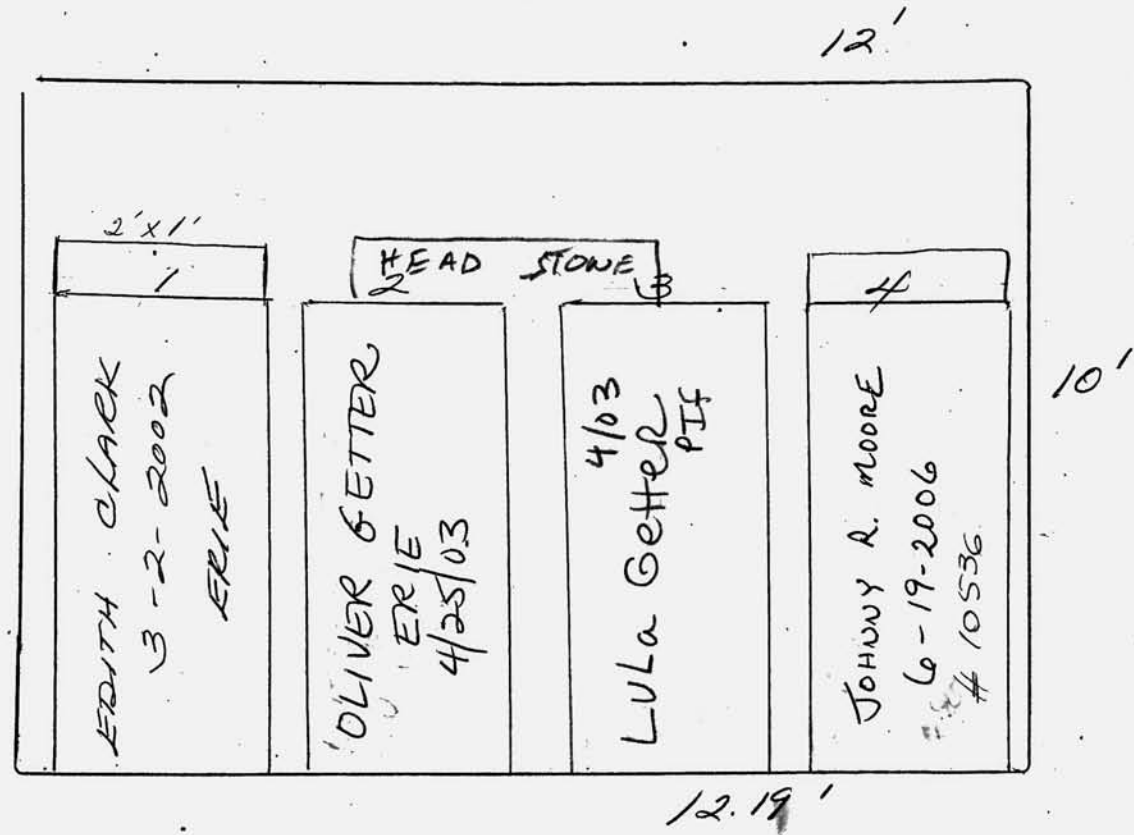 12'
2' x 1'
1
HEAD STONE
2
3
4
10'
EDITH CLARK
3-2-2002
ERIE
OLIVER GETTER
ERIE
4/25/03
4/03
LULa GetteR
PIF
JOHNNY R. MOORE
6-19-2006
# 10536
12.19'